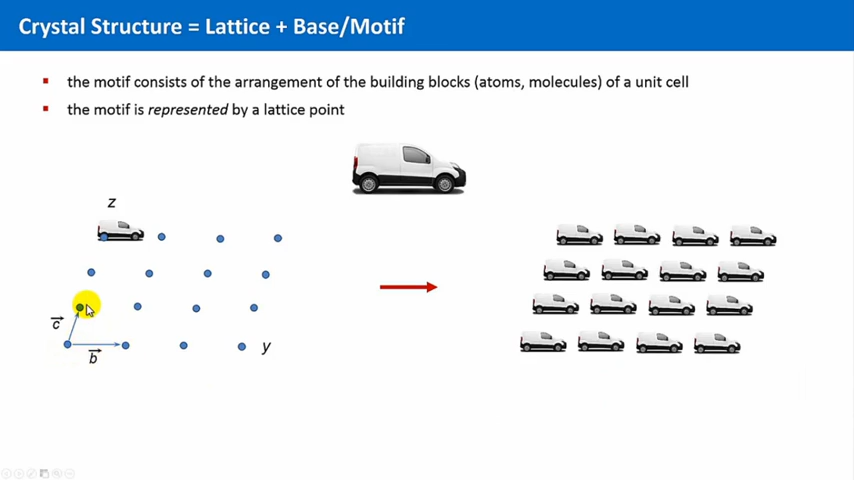 Crystal Structure = Lattice + Base/Motif
the motif consists of the arrangement of the building blocks (atoms, molecules) of a unit cell
the motif is represented by a lattice point
z
c
b
y